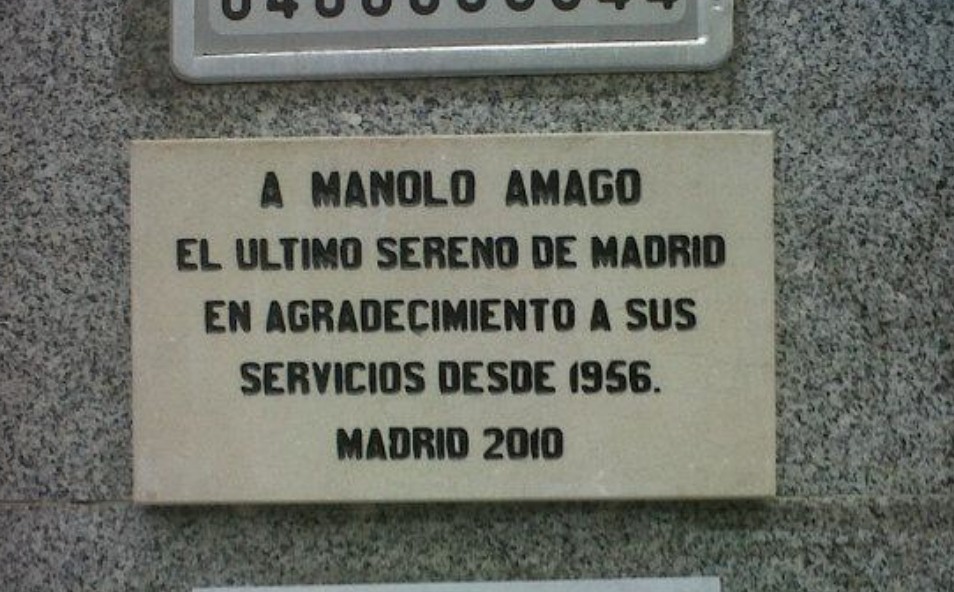 A MANOLO AMAGO
EL ULTIMO SERENO DE MADRID
EN AGRADECIMIENTO A SUS
SERVICIOS DESDE 1956.
MADRID 2010